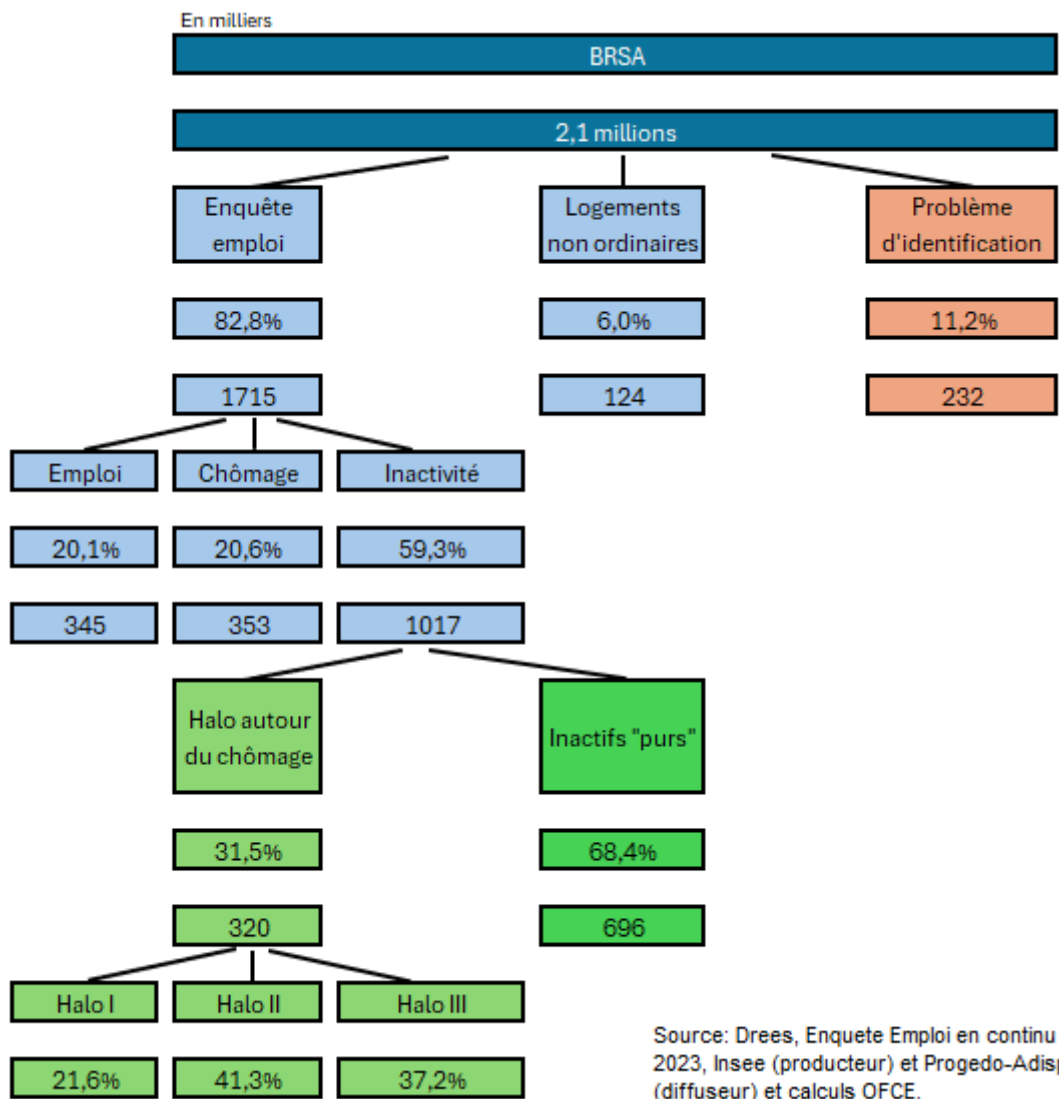 En milliers
BRSA
2,1 millions
Enquête
emploi
Logements
non ordinaires
Problème
d'identification
82,8%
6,0%
11,2%
1715
124
232
Emploi
Chômage
Inactivité
20,1%
20,6%
59,3%
345
353
1017
Halo autour
du chômage
Inactifs "purs"
31,5%
68,4%
320
696
Halo I
Halo II
Halo III
21,6%
41,3%
37,2%
Source: Drees, Enquete Emploi en continu
2023, Insee (producteur) et Progedo-Adisp
(diffuseur) et calculs OFCE.